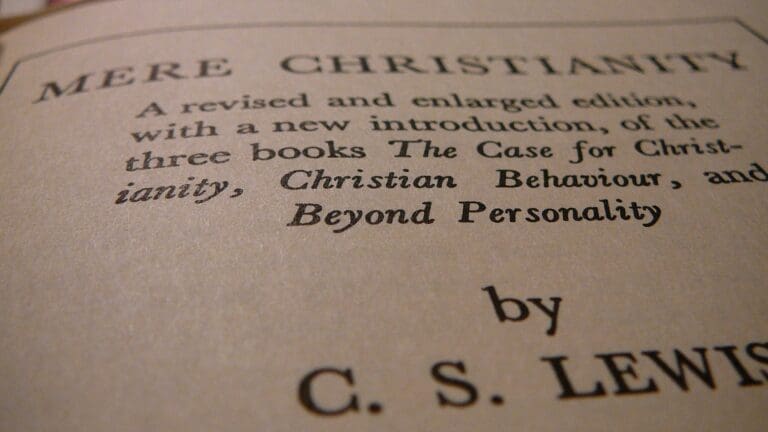 MERE CHRISTIANITY
A revised and enlarged edition,
with a new introduction, of the
three books The Case for Christ-
ianity, Christian Behaviour, and
Beyond Personality
by
C. S. LEWIS